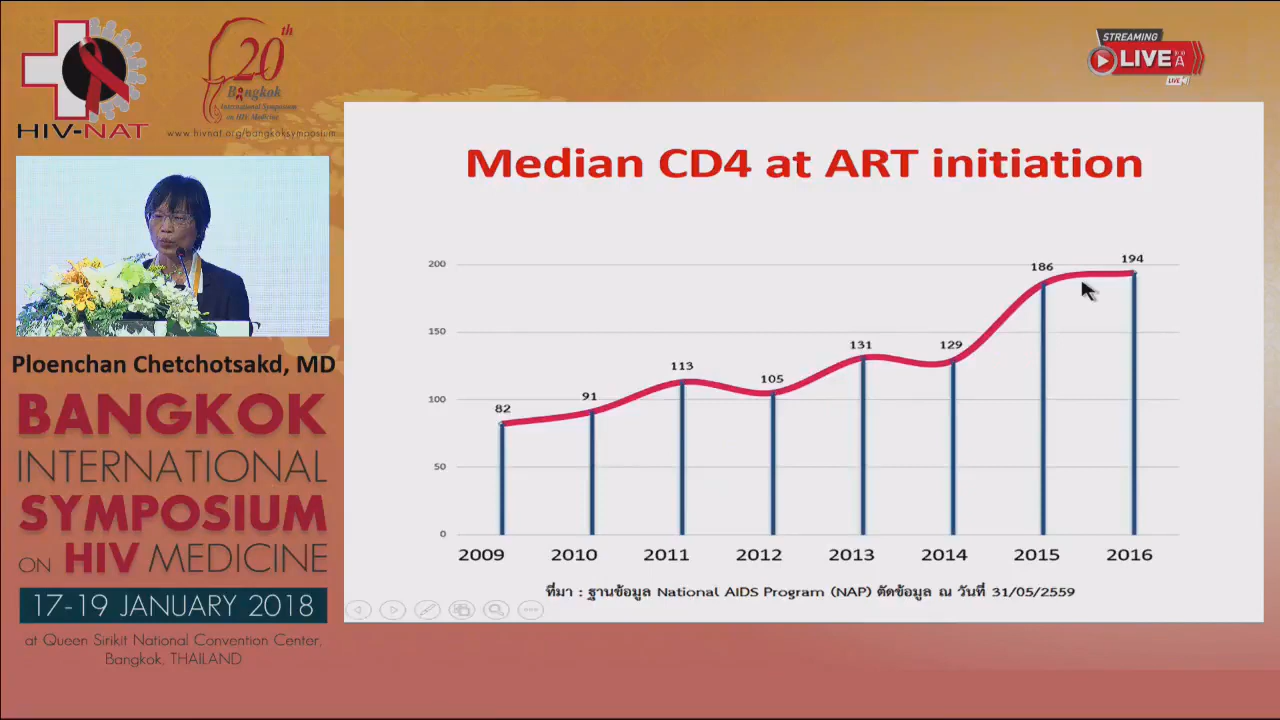 HIV-NAT
20th
Bangkok
International Symposium
on HIV Medicine
www.hivnat.org/bangkoksymposium
STREAMING
LIVE
LIVE
Median CD4 at ART initiation
200
150
100
50
0
82
91
113
105
131
129
186
194
2009 2010 2011 2012 2013 2014 2015 2016
ที่มา : ฐานข้อมูล National AIDS Program (NAP) ตัดข้อมูล ณ วันที่ 31/05/2559
Ploenchan Chetchotsakd, MD
BANGKOK
INTERNATIONAL
SYMPOSIUM
ON HIV MEDICINE
17-19 JANUARY 2018
at Queen Sirikit National Convention Center,
Bangkok, THAILAND